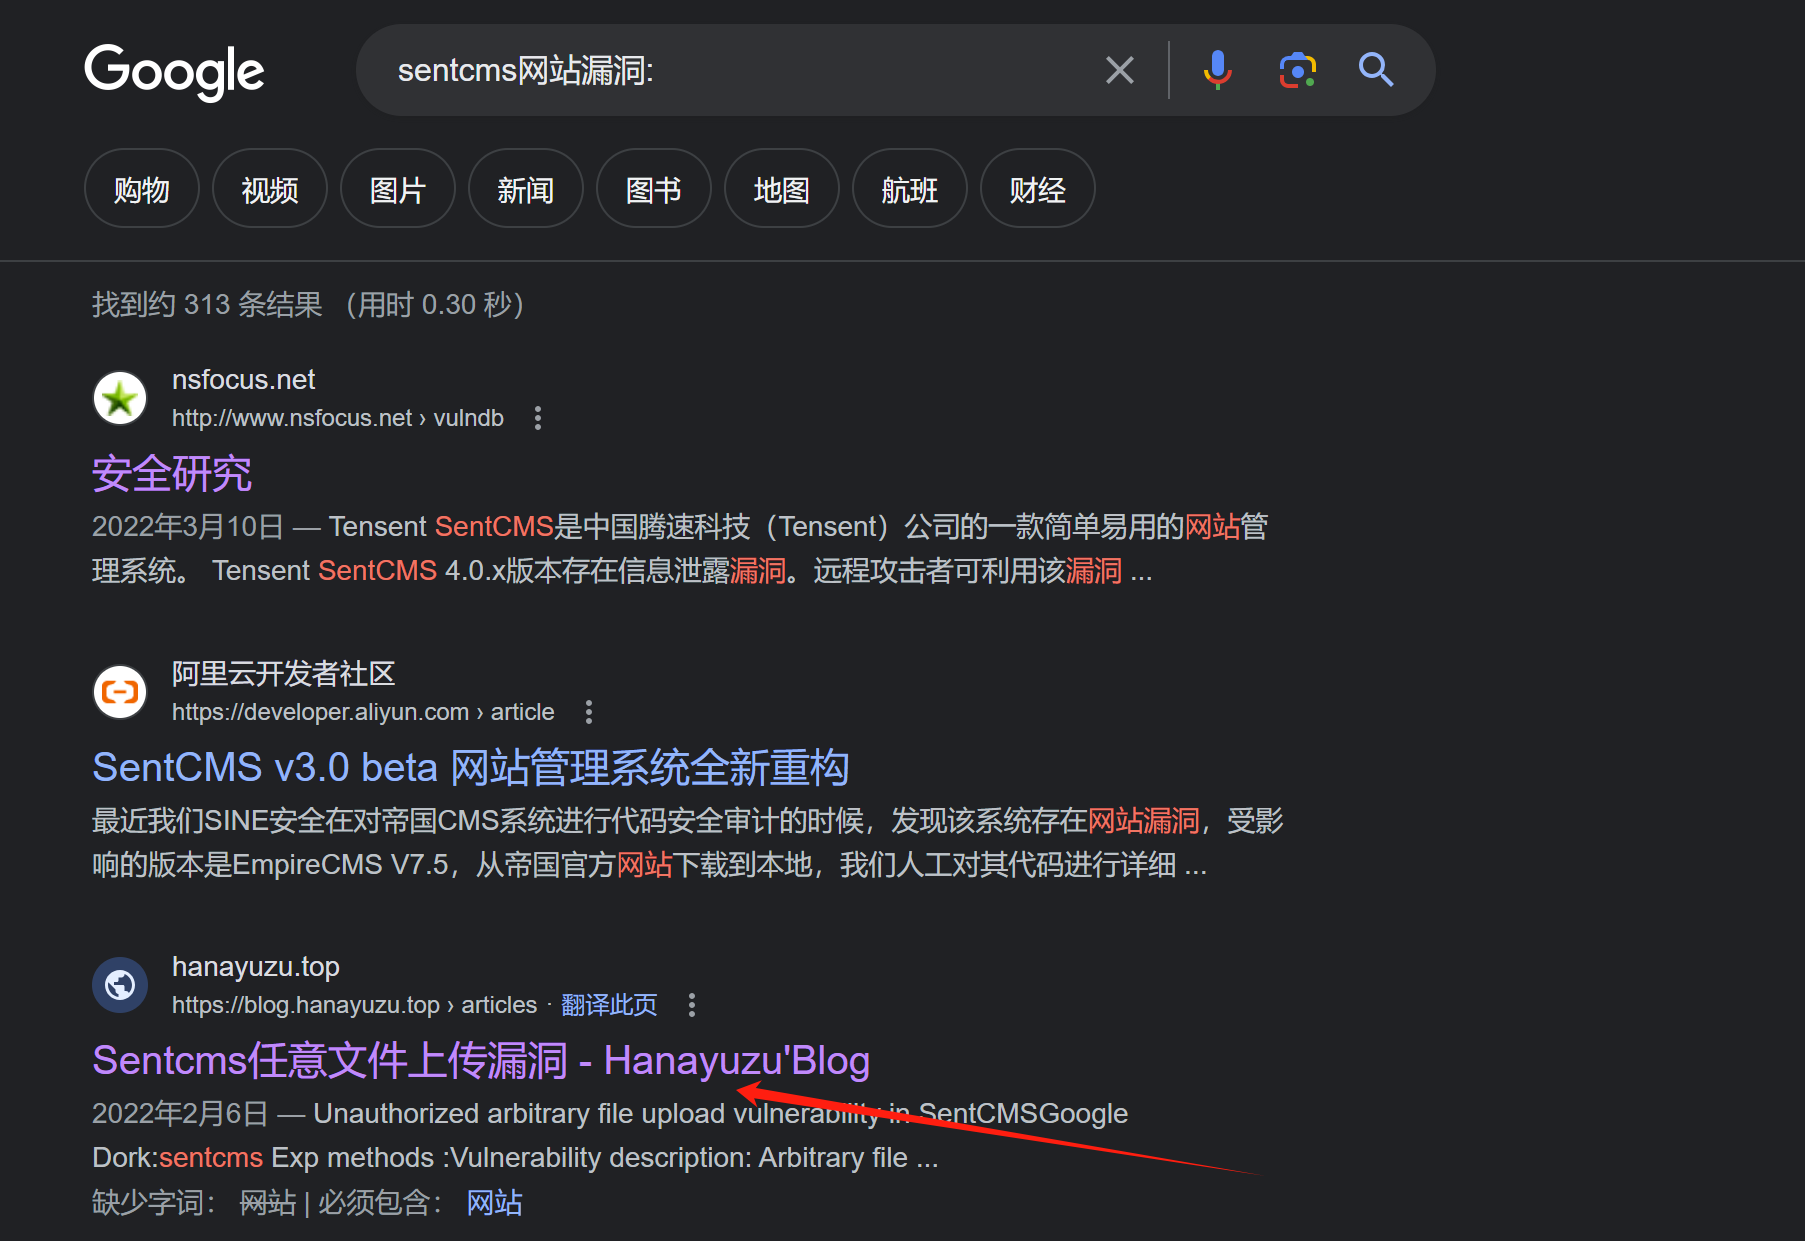 Google
sentcms网站漏洞:
购物 视频 图片 新闻 图书 地图 航班 财经
找到约 313 条结果 （用时 0.30 秒）
nsfocus.net
http://www.nsfocus.net › vulndb
安全研究
2022年3月10日 — Tensent SentCMS是中国腾速科技（Tensent）公司的一款简单易用的网站管
理系统。 Tensent SentCMS 4.0.x版本存在信息泄露漏洞。远程攻击者可利用该漏洞 ...
阿里云开发者社区
https://developer.aliyun.com › article
SentCMS v3.0 beta 网站管理系统全新重构
最近我们SINE安全在对帝国CMS系统进行代码安全审计的时候，发现该系统存在网站漏洞，受影
响的版本是EmpireCMS V7.5，从帝国官方网站下载到本地，我们人工对其代码进行详细 ...
hanayuzu.top
https://blog.hanayuzu.top › articles · 翻译此页
Sentcms任意文件上传漏洞 - Hanayuzu'Blog
2022年2月6日 — Unauthorized arbitrary file upload vulnerability in SentCMSGoogle
Dork:sentcms Exp methods :Vulnerability description: Arbitrary file ...
缺少字词： 网站 | 必须包含： 网站